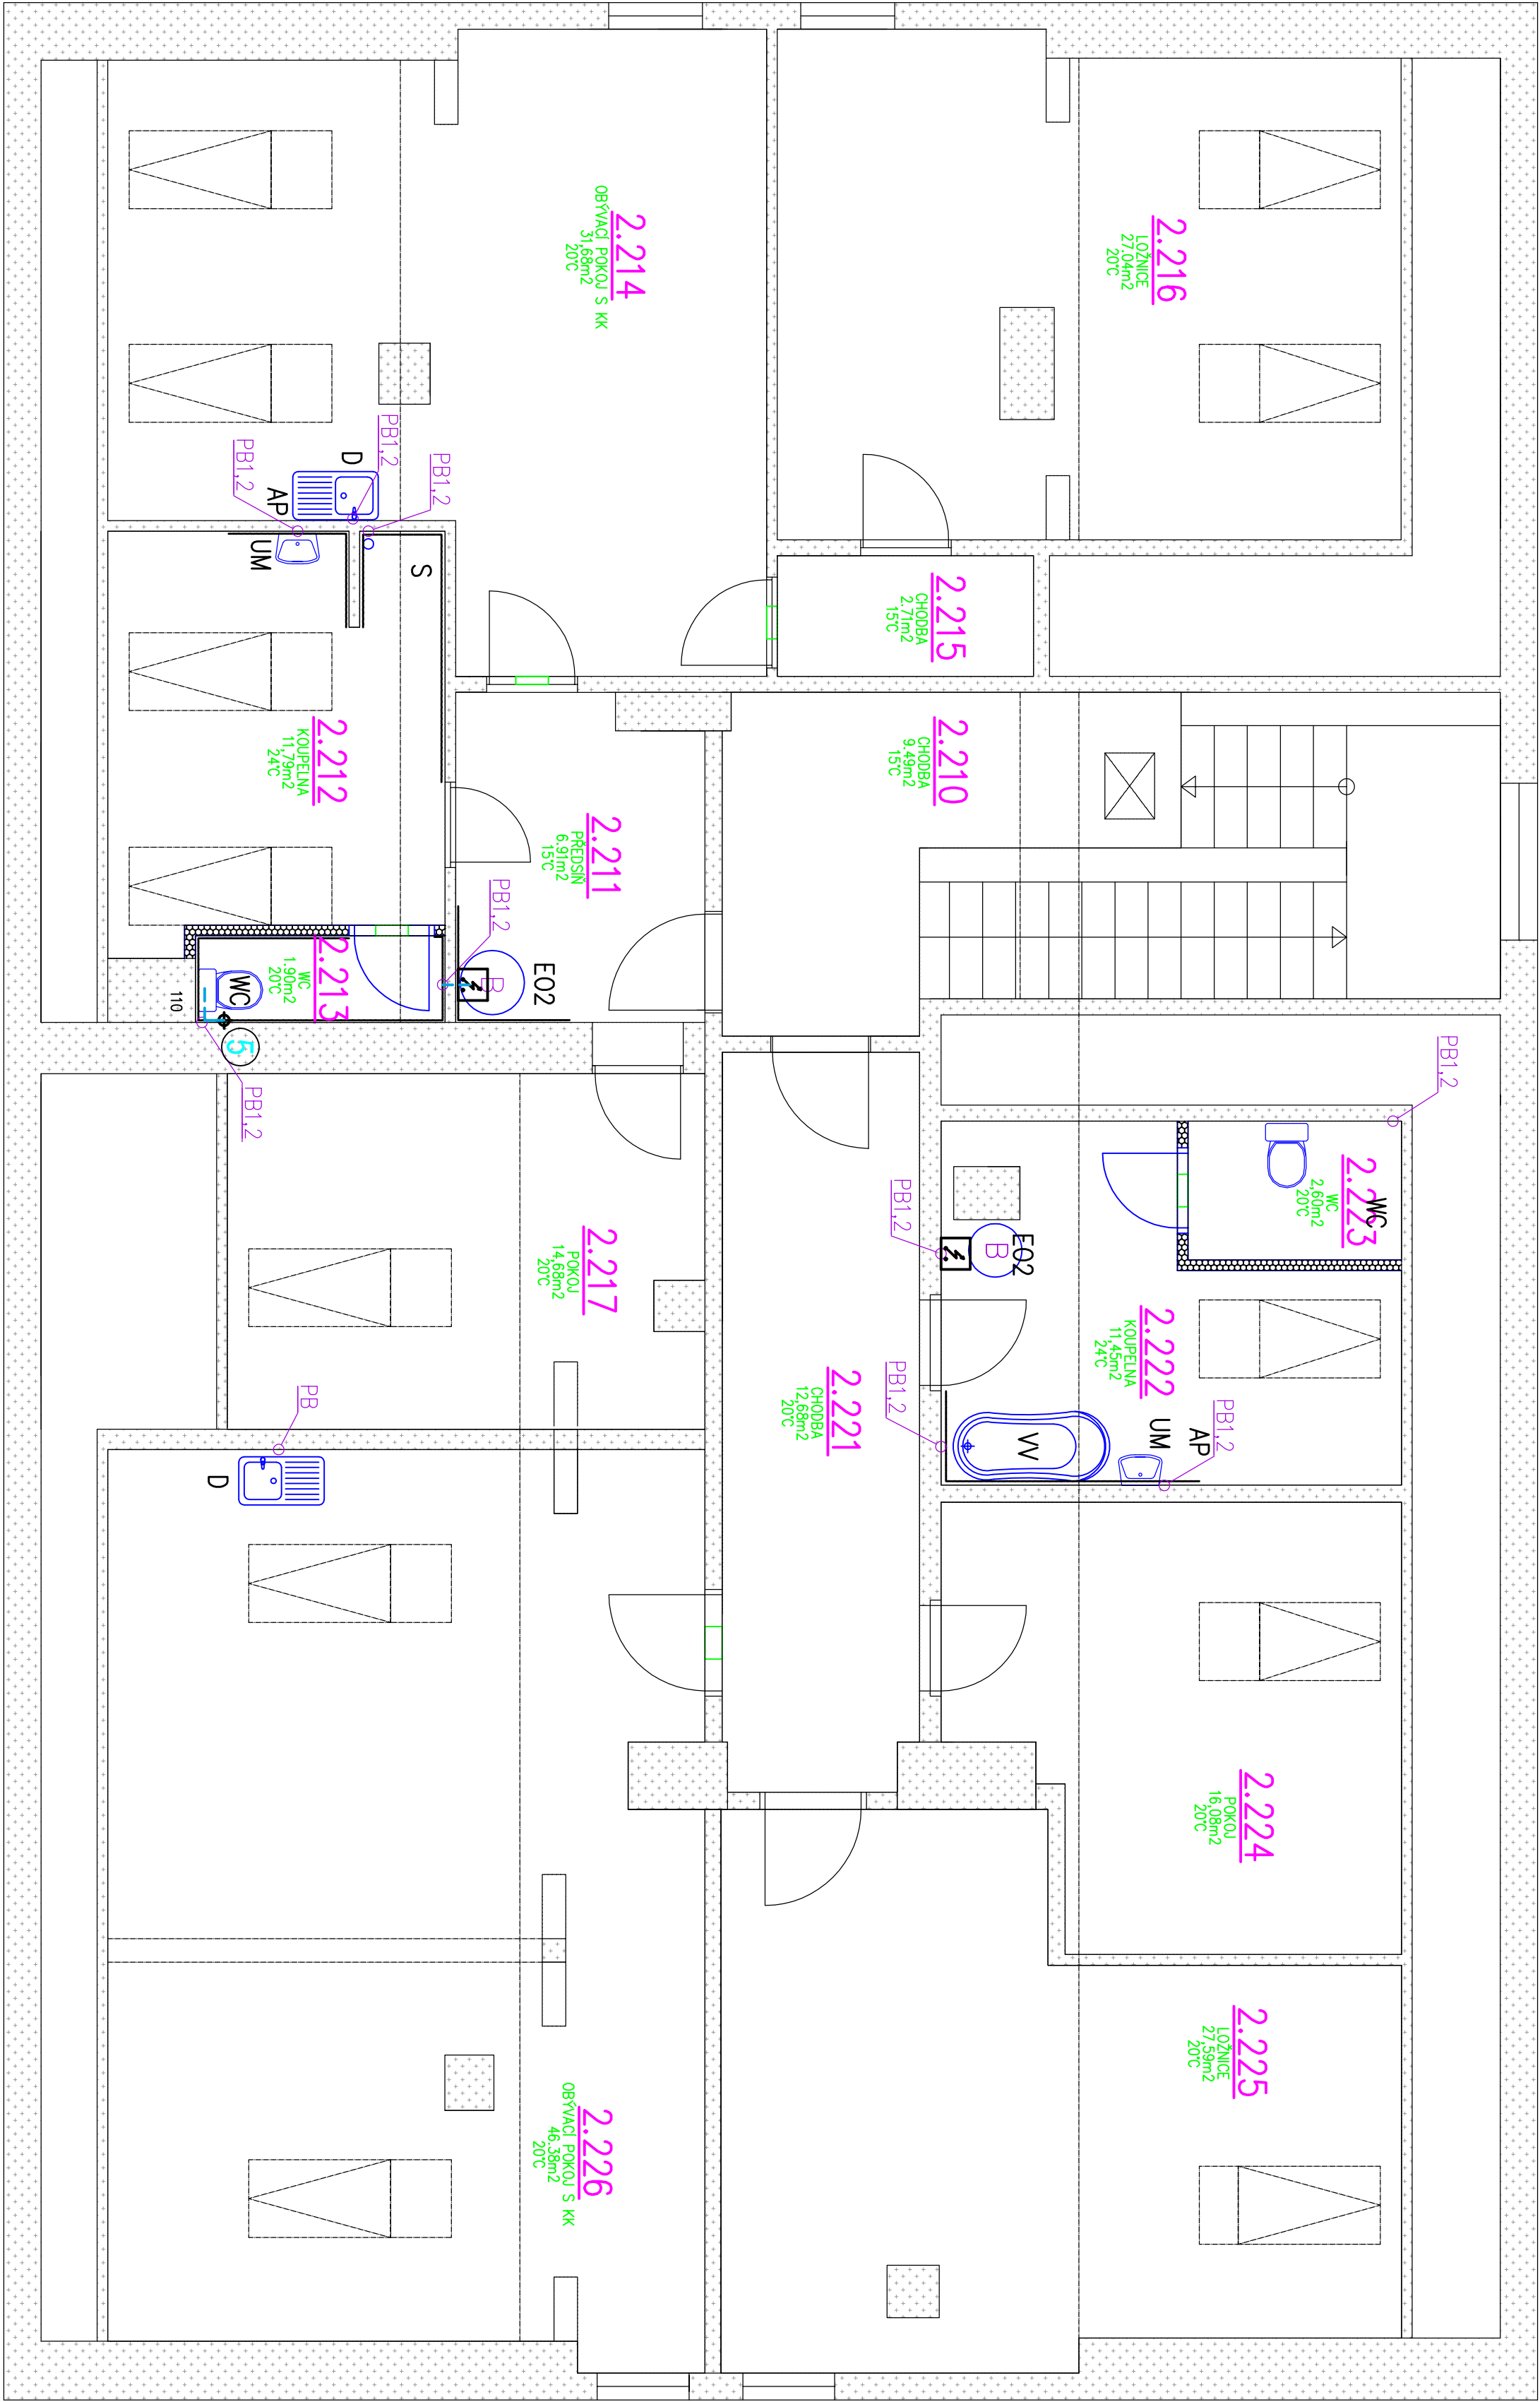 2.216
LOŽNICE
27.04m2
20°C
2.214
OBÝVACÍ POKOJ S KK
31,68m2
20°C
PB1,2
PB1,2
PB1,2
D
AP
UM
S
2.215
CHODBA
2.71m2
15°C
2.210
CHODBA
9.49m2
15°C
2.212
KOUPELNA
11,79m2
24°C
2.211
PŘEDSÍŇ
6.91m2
15°C
PB1,2
EO2
B
2.213
WC
1.90m2
20°C
WC
110
5
PB1,2
PB1,2
2.223
WC
2,60m2
20°C
WC
PB1,2
EO2
B
2.217
POKOJ
14,68m2
20°C
2.222
KOUPELNA
11,45m2
24°C
2.221
CHODBA
12,68m2
20°C
PB1,2
PB1,2
AP
UM
VV
PB
D
2.224
POKOJ
16,08m2
20°C
2.225
LOŽNICE
27,59m2
20°C
2.226
OBÝVACÍ POKOJ S KK
46.38m2
20°C